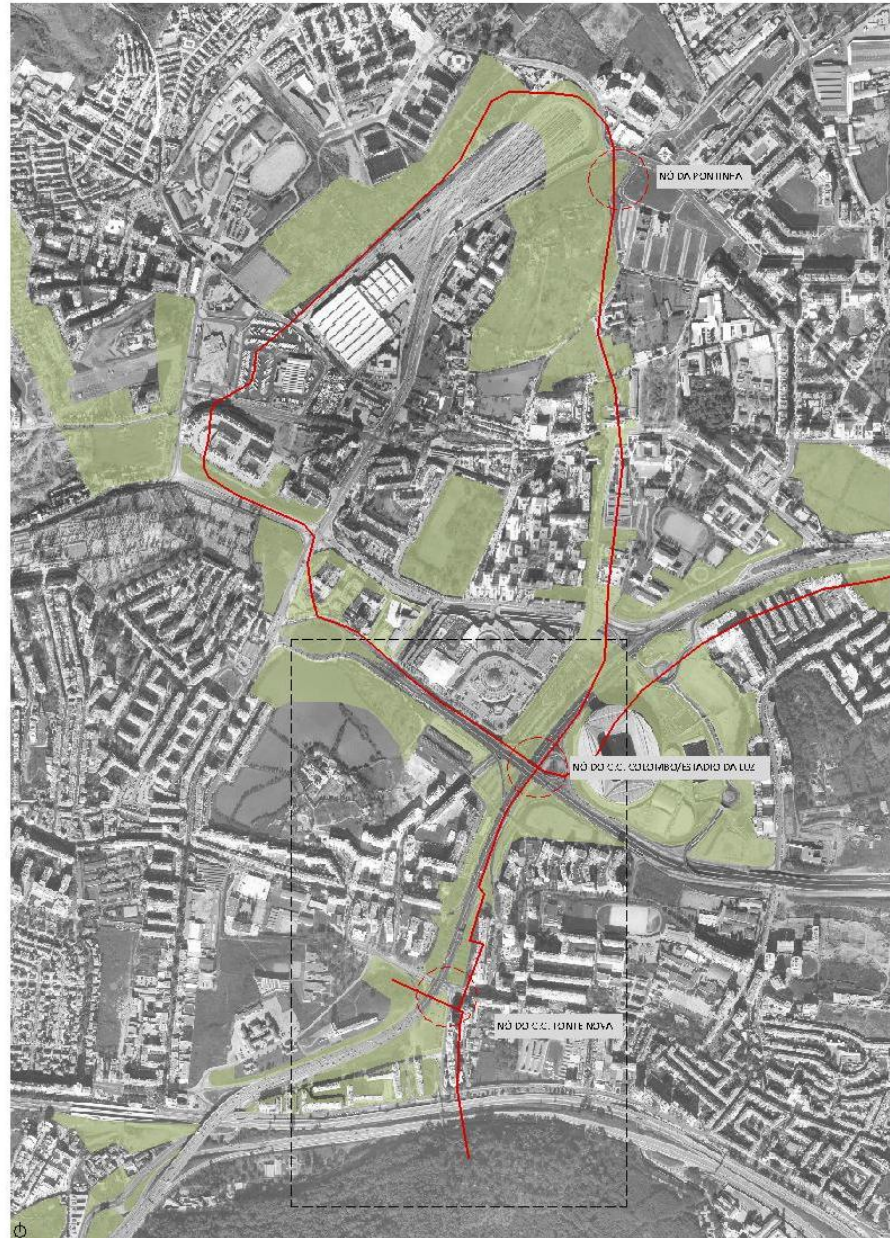 NÓ DA PONTINHA
NÓ DO C.C. COLOMBO/ESTADIO DA LUZ
NÓ DO C.C. FONTE NOVA